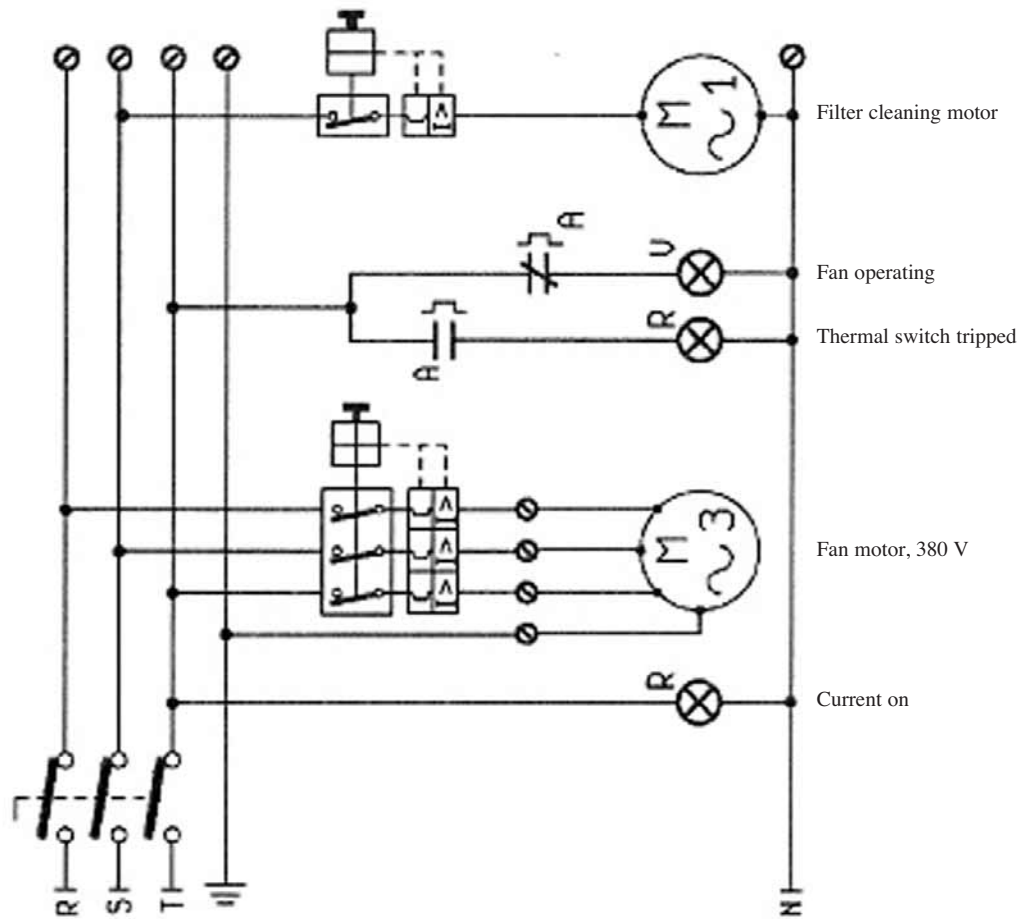 M 1
Filter cleaning motor
A
U
Fan operating
R
Thermal switch tripped
A
I>
I> I> I>
M 3
Fan motor, 380 V
R
Current on
R
S
T
N